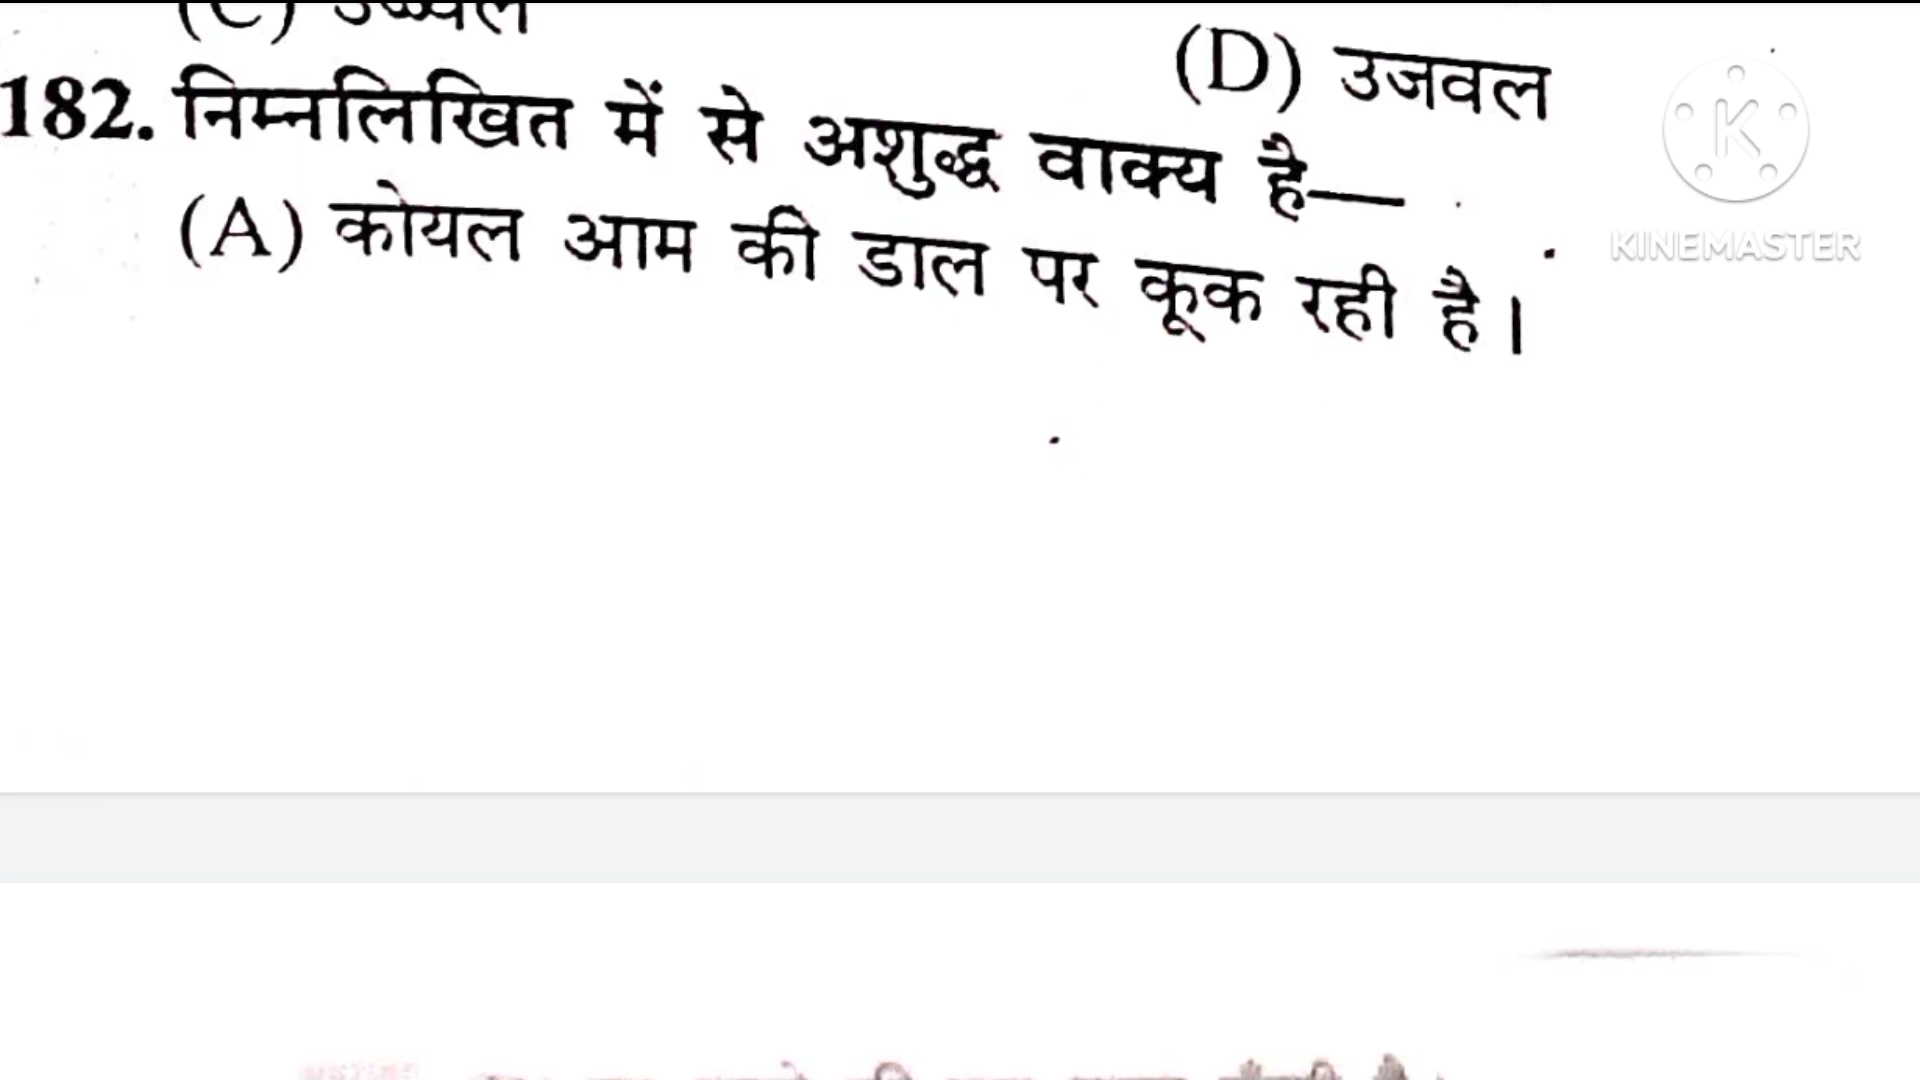 (C)
(D) उजवल
182. निम्नलिखित में से अशुद्ध वाक्य है—
(A) कोयल आम की डाल पर कूक रही है।
KINEMASTER